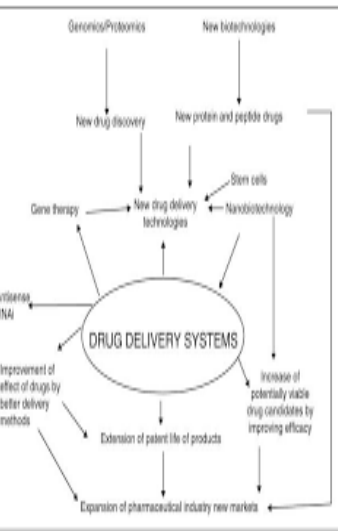 Genomics/Proteomics
New biotechnologies
New drug discovery
New protein and peptide drugs
Stem cells
Gene therapy
New drug delivery
technologies
Nanobiotechnology
ntisense
NAi
DRUG DELIVERY SYSTEMS
Improvement of
effect of drugs by
better delivery
methods
Increase of
potentially viable
drug candidates by
improving efficacy
Extension of patent life of products
Expansion of pharmaceutical industry new markets